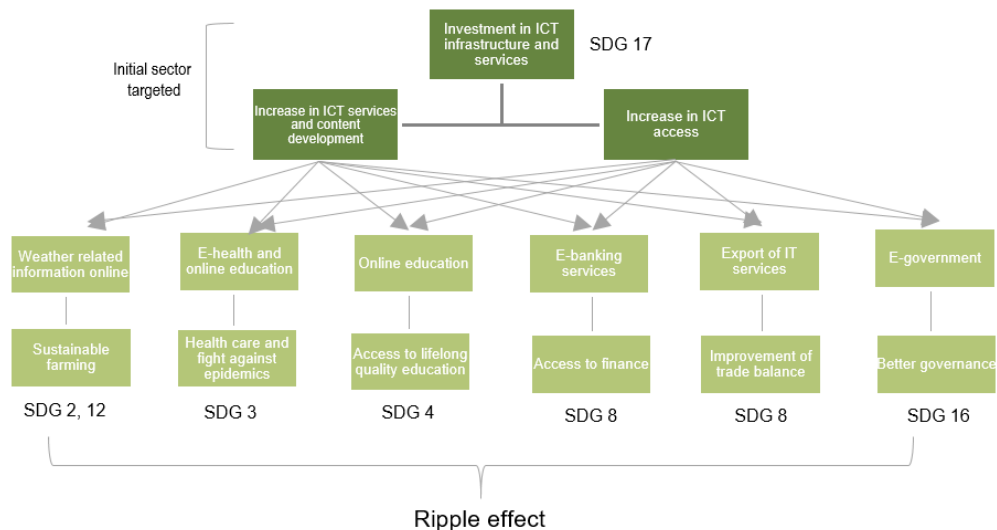 Investment in ICT
infrastructure and
services
SDG 17
Initial sector
targeted
Increase in ICT services
and content
development
Increase in ICT
access
Weather related
information online
E-health and
online education
Online education
E-banking
services
Export of IT
services
E-government
Sustainable
farming
Health care and
fight against
epidemics
Access to lifelong
quality education
Access to finance
Improvement of
trade balance
Better governance
SDG 2, 12
SDG 3
SDG 4
SDG 8
SDG 8
SDG 16
Ripple effect